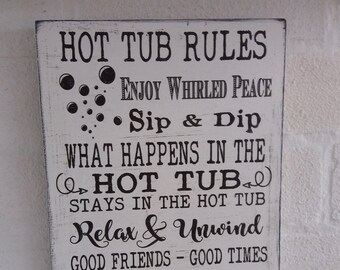 HOT TUB RULES
ENJOY WHIRLED PEACE
Sip & Dip
WHAT HAPPENS IN THE
HOT TUB
STAYS IN THE HOT TUB
Relax & Unwind
GOOD FRIENDS - GOOD TIMES